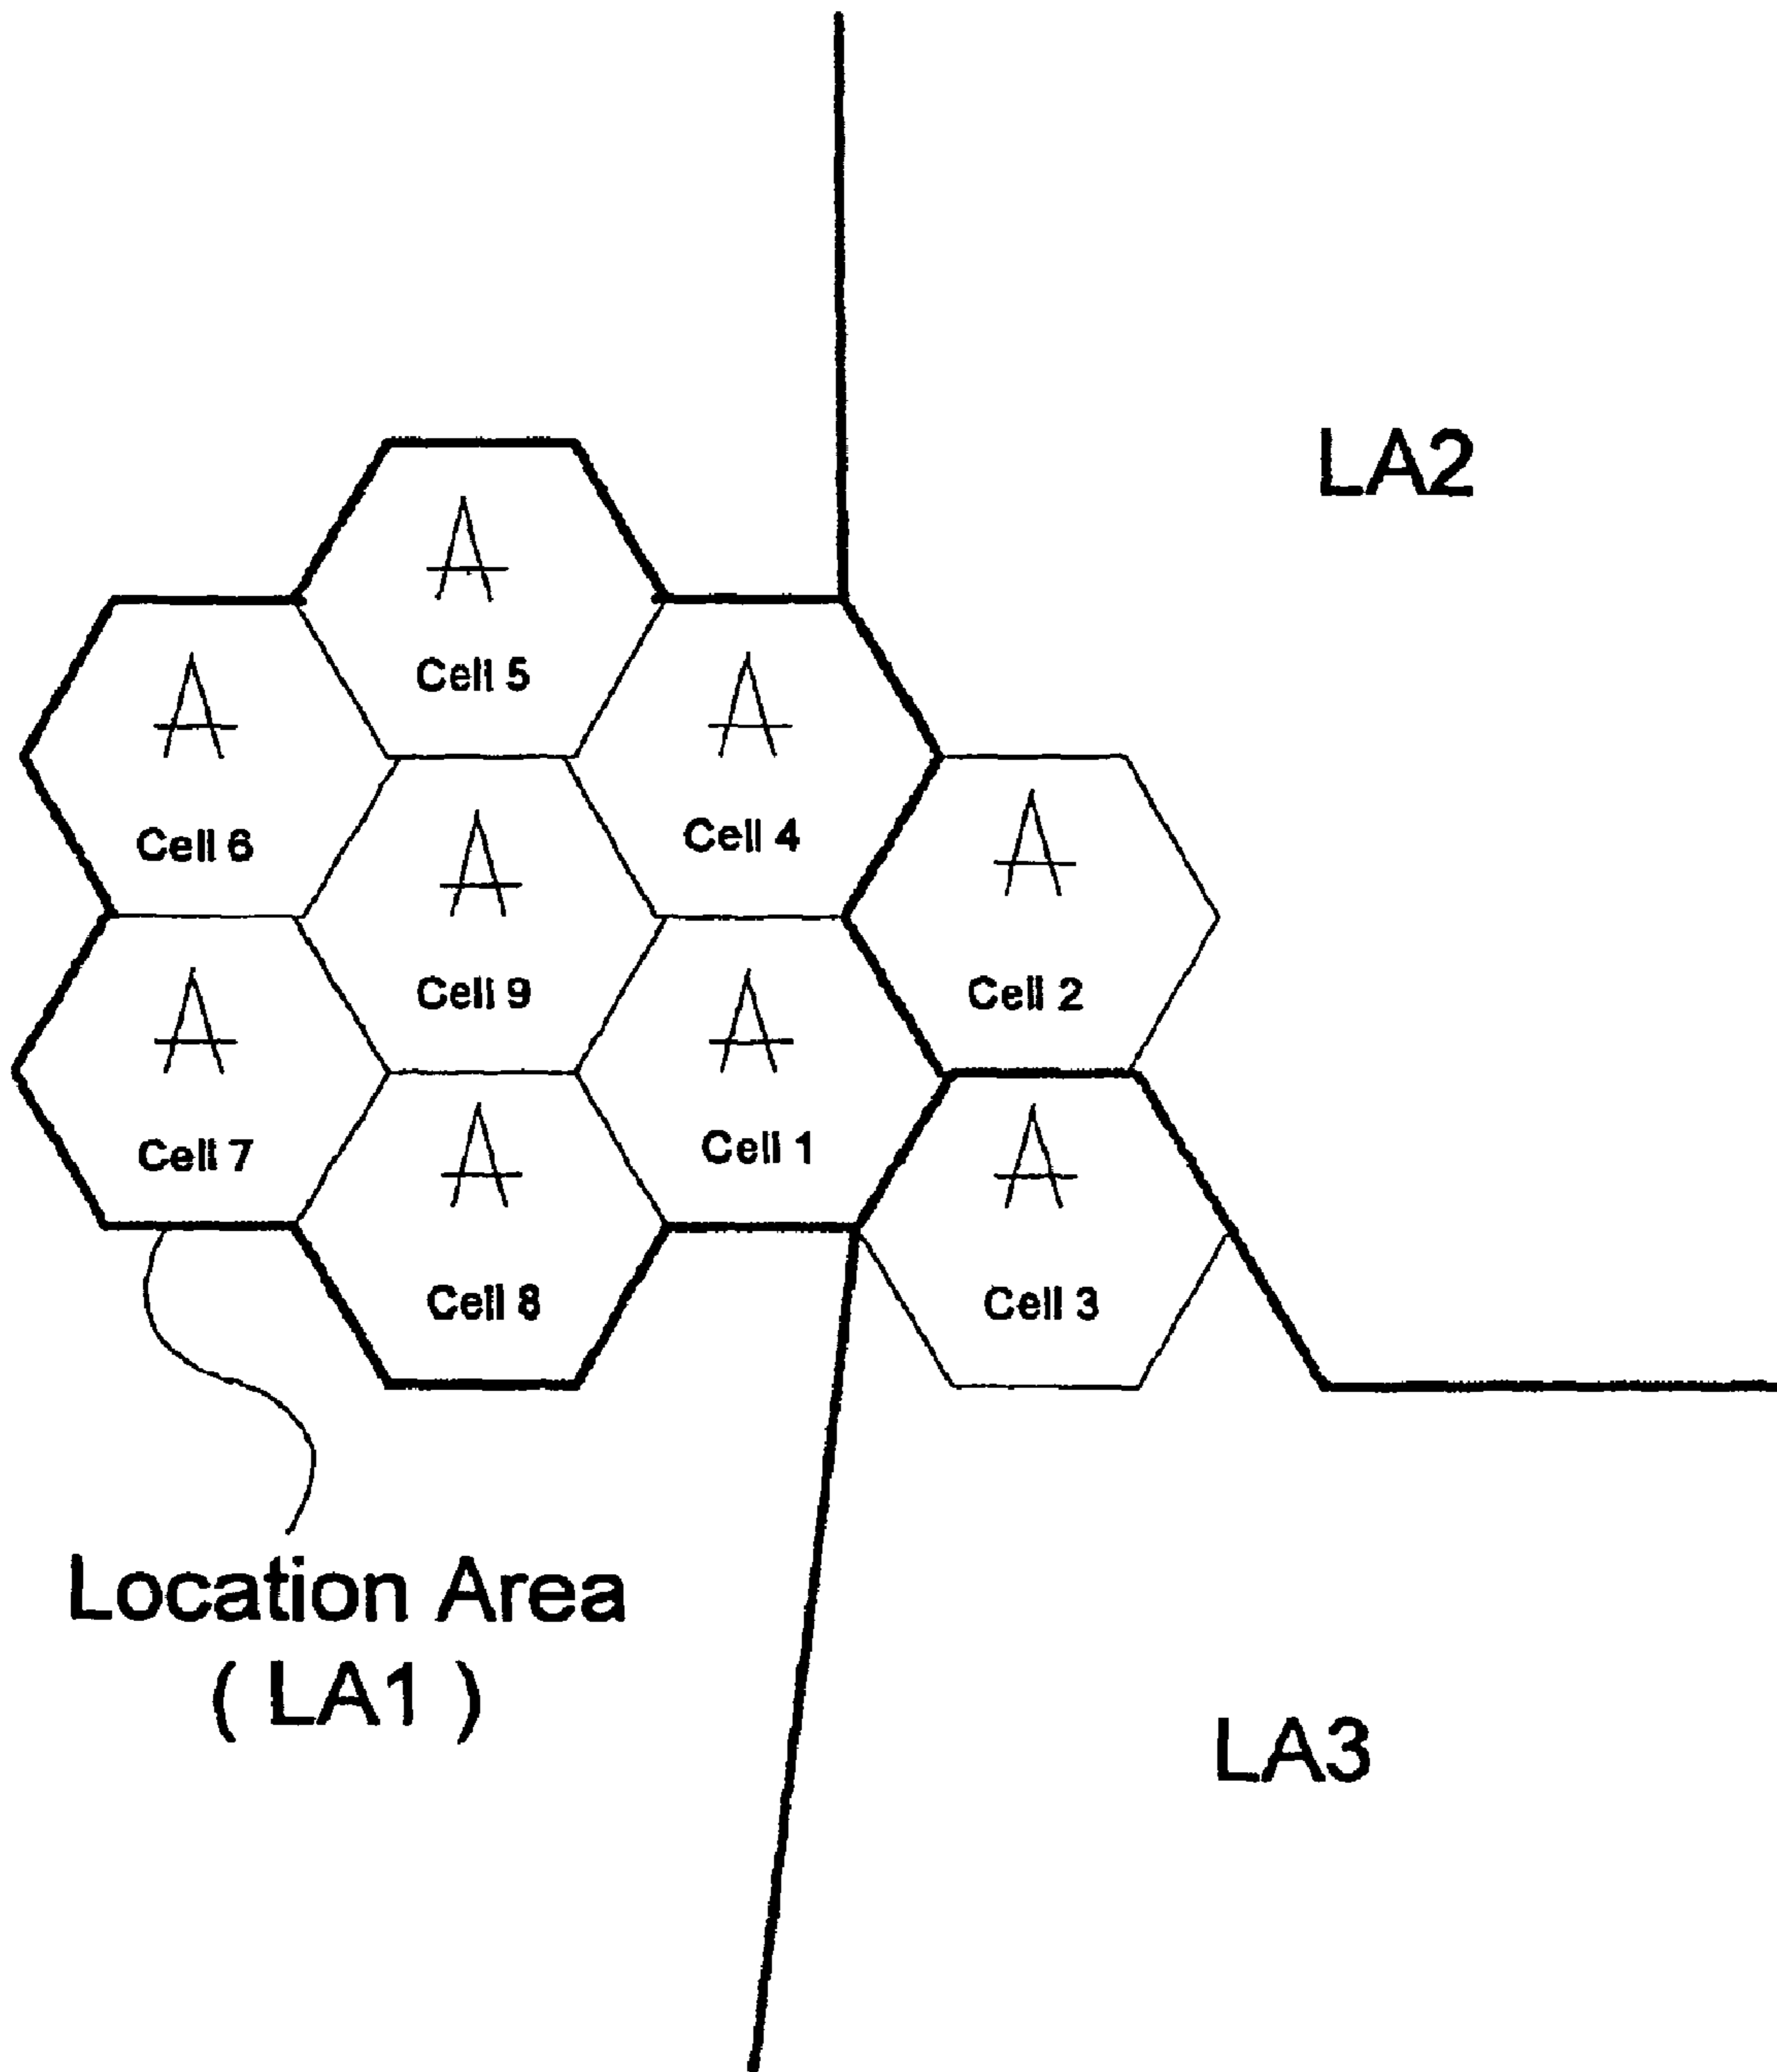 LA2
Cell 5
Cell 6
Cell 4
Cell 9
Cell 2
Cell 7
Cell 1
Cell 8
Cell 3
Location Area
( LA1 )
LA3